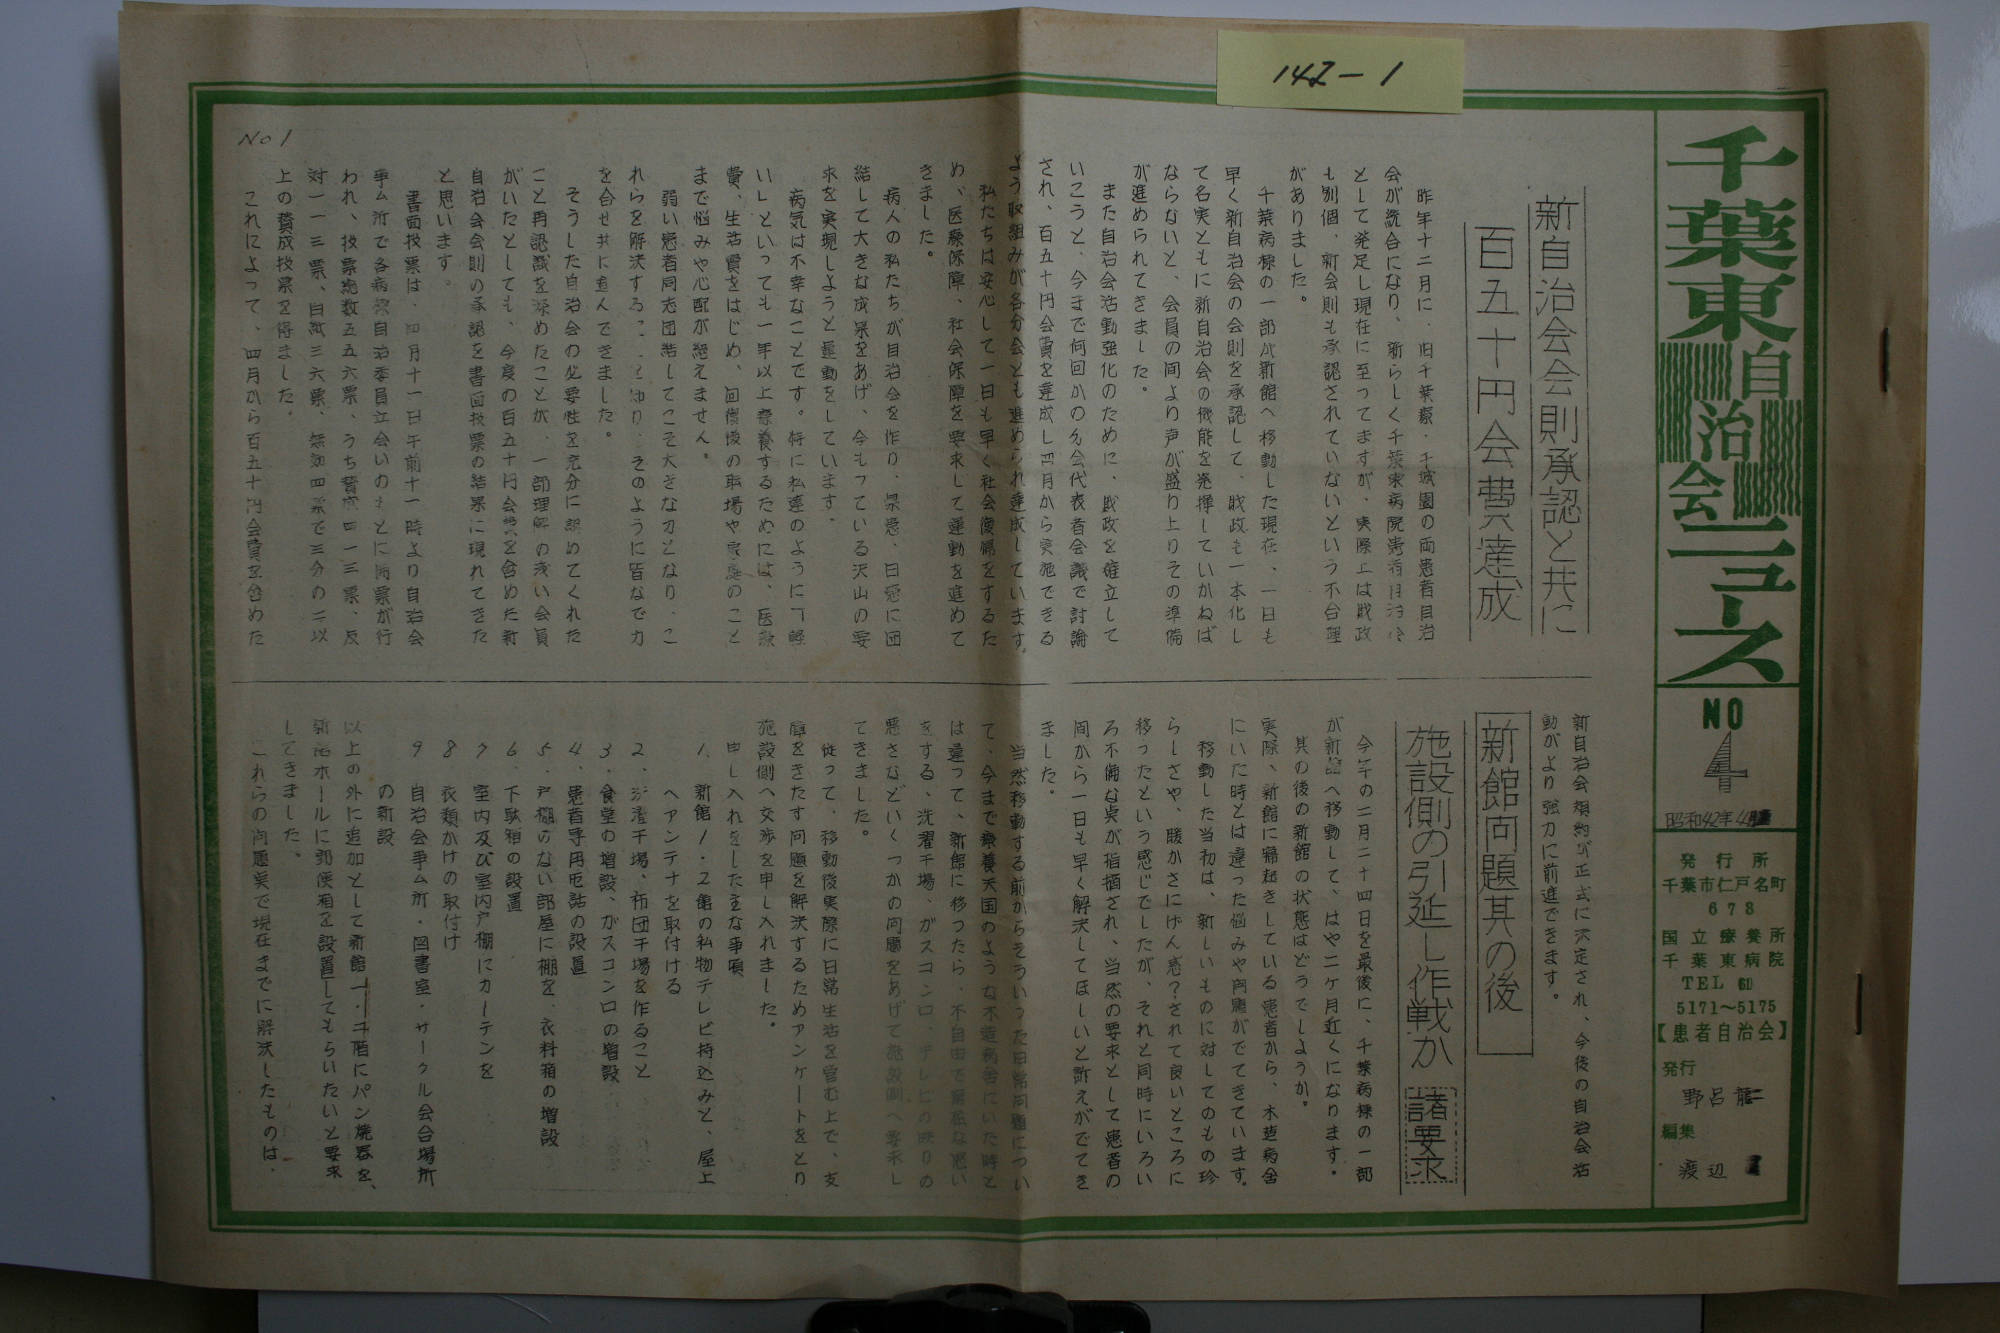 142-1
千葉東
自治会
ニュース
NO
4
昭和42年4月
発行所
千葉市仁戸名町
678
国立療養所
千葉東病院
TEL 61
5171〜5175
【患者自治会】
発行
野呂龍二
編集
渡辺
No 1
新自治会会則承認と共に
百五十円会費達成
昨年十二月に 旧千葉療・千城園の両患者自治
会が統合になり、新らしく千葉東病院患者自治会
として発足し現在に至ってますが、実際上は財政
も別個、新会則も承認されていないという不合理
がありました。
千葉病棟の一部が新館へ移動した現在、一日も
早く新自治会の会則を承認して、財政も一本化し
て名実ともに新自治会の機能を発揮していかねば
ならないと、会員の間より声が盛り上りその準備
が進められてきました。
また自治会活動強化のために、財政を確立して
いこうと、今まで何回かの分会代表者会議で討論
され、百五十円会費を達成し四月から実施できる
よう取組みが各分会とも進められ達成しています。
私たちは安心して一日も早く社会復帰をするた
め、医療保障、社会保障を要求して運動を進めて
きました。
病人の私たちが自治会を作り、県患、日患に団
結して大きな成果をあげ、今もっている沢山の要
求を実現しようと運動をしています。
病気は不幸なことです。特に私達のように「軽
い」といっても一年以上療養するためには、医療
費、生活費をはじめ、回復後の職場や家庭のこと
まで悩みや心配が絶えません。
弱い患者同志団結してこそ大きな力となり、こ
れらを解決するこ
そのように皆なで力
を合せ共に進んできました。
そうした自治会の必要性を充分に認めてくれた
こと再認識を深めたことが、一部理解の浅い会員
がいたとしても、今度の百五十円会費を含めた新
自治会会則の承認を書面投票の結果に現れてきた
と思います。
書面投票は、四月十一日午前十一時より自治会
事ム所で各病棟自治委員立会いのもとに開票が行
われ、投票総数五五六票、うち賛成四一三票、反
対一一三票、白紙三六票、無効四票で三分の二以
上の賛成投票を得ました。
これによって、四月から百五十円会費を含めた
新自治会規約が正式に決定され、今後の自治会活
動がより強力に前進できます。
新館問題其の後
施設側の引延し作戦か
諸要求
今年の二月二十四日を最後に、千葉病棟の一部
が新館へ移動して、はや二ヶ月近くになります。
其の後の新館の状態はどうでしようか。
実際、新館に寝起きしている患者から、木造病舎
にいた時とは違った悩みや問題がでてきています。
移動した当初は、新しいものに対してのもの珍
らしさや、暖かさにげん惑?されて良いところに
移ったという感じでしたが、それと同時にいろい
ろ不備な点が指摘され、当然の要求として患者の
間から一日も早く解決してほしいと訴えがでてき
ました。
当然移動する前からそういった日常問題につい
て、今まで療養天国のような木造病舎にいた時と
は違って、新館に移ったら、不自由で
をする、洗濯干場、ガスコンロ、テレビの映りの
悪さなどいくつかの問題をあげて施設側へ要求し
てきました。
従って、移動後実際に日常生活を営む上で、支
障をきたす問題を解決するためアンケートをとり
施設側へ交渉を申し入れました。
申し入れをした主な事項
1. 新館1・2館の私物テレビ持込みと、屋上
へアンテナを取付ける
2. 洗濯干場、布団干場を作ること
3. 食堂の増設、ガスコンロの増設
4. 患者専用電話の設置
5. 戸棚のない部屋に棚を、衣料箱の増設
6. 下駄箱の設置
7 室内及び室内戸棚にカーテンを
8 衣類かけの取付け
9 自治会事ム所・図書室・サークル会合場所
の新設
以上の外に追加として新館一・二階にパン焼器を、
新治ホールに郵便箱を設置してもらいたいと要求
してきました。
これらの問題点で現在までに解決したものは、